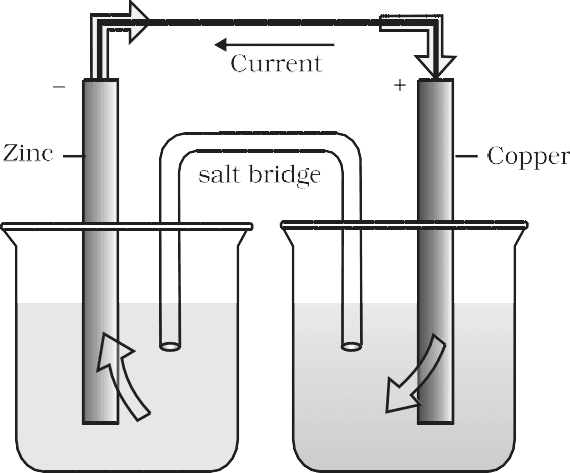 Current
– +
Zinc
Copper
salt bridge